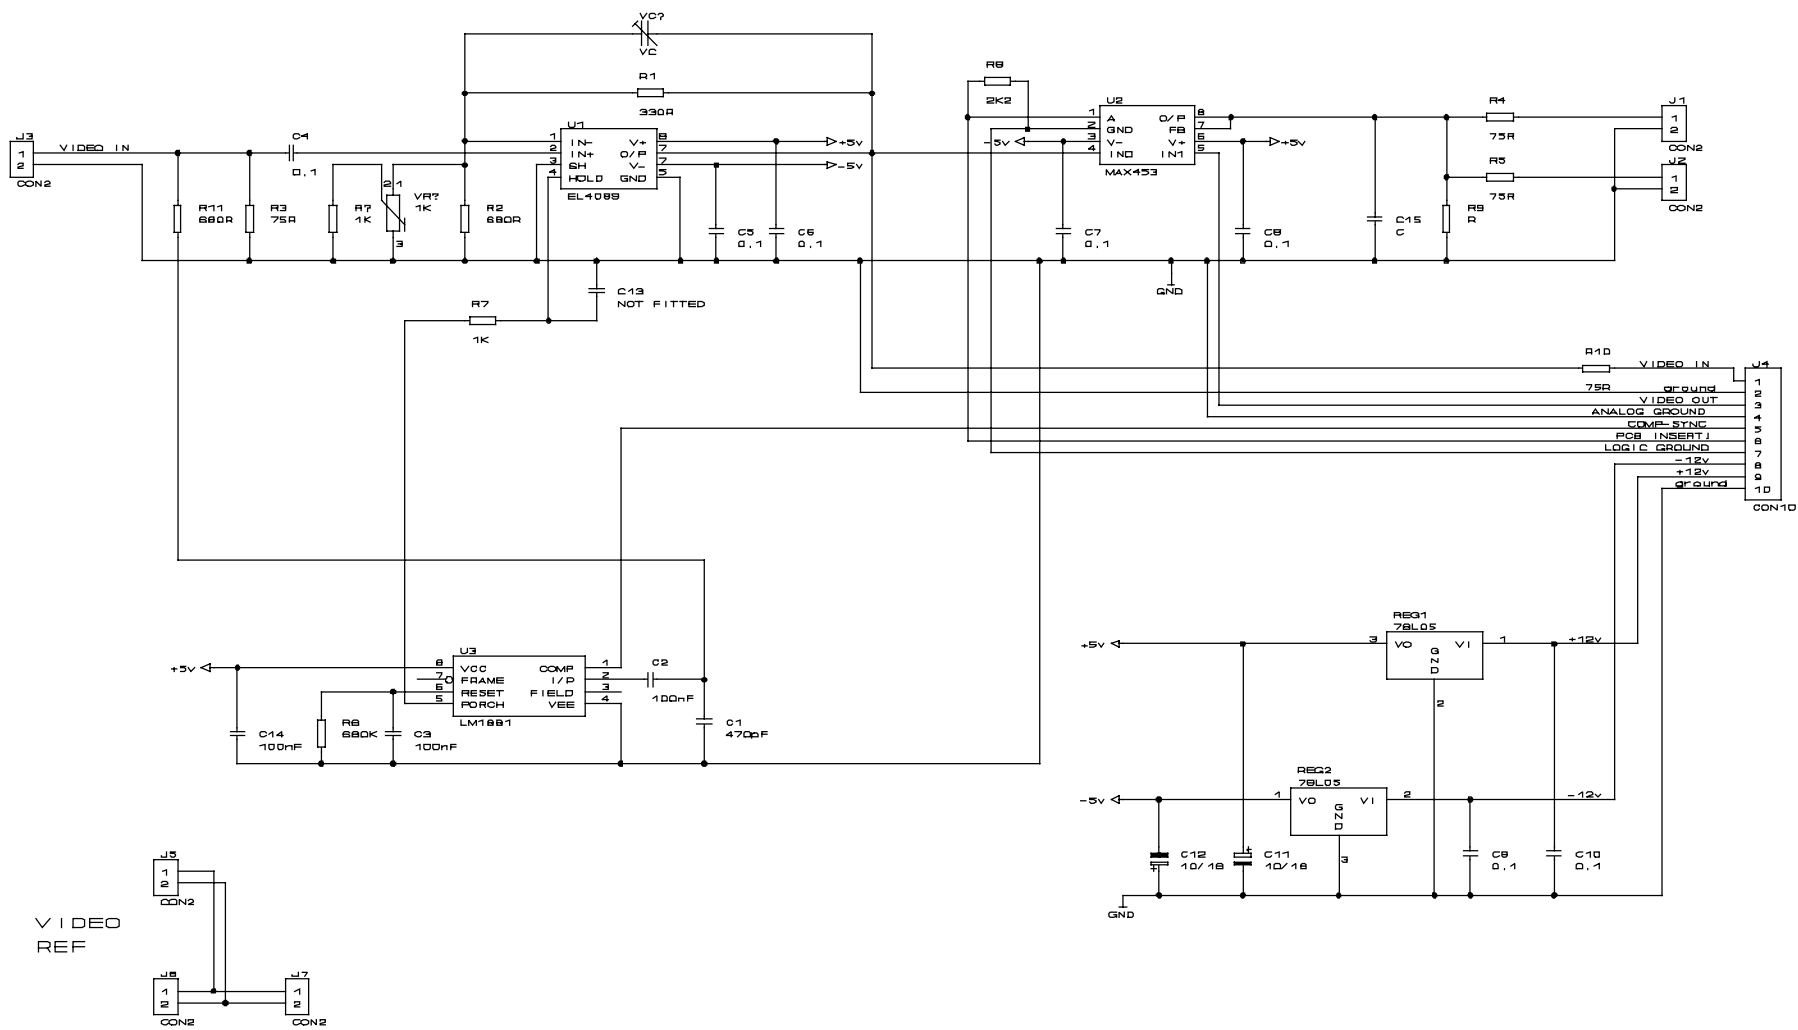 VC?
VC
R1
330R
J3
1
2
CON2
VIDEO IN
C4
0,1
U1
1 IN- V+ 8
2 IN+ O/P 7
3 SH V- 7
4 HOLD GND 5
EL4089
+5v
-5v
R11
680R
R3
75R
R?
1K
2 1
3
VR?
1K
R2
680R
C5
0,1
C6
0,1
C13
NOT FITTED
R7
1K
R8
2K2
U2
1 A O/P 8
2 GND FB 7
3 V- V+ 6
4 IN0 IN1 5
MAX453
-5v
+5v
C7
0,1
C8
0,1
GND
C15
C
R9
R
R4
75R
R5
75R
J1
1
2
CON2
J2
1
2
CON2
R10
75R
VIDEO IN
ground
VIDEO OUT
ANALOG GROUND
COMP-SYNC
PCB INSERT↓
LOGIC GROUND
-12v
+12v
ground
J4
1
2
3
4
5
6
7
8
9
10
CON10
+5v
U3
8 VCC COMP 1
7 FRAME I/P 2
6 RESET FIELD 3
5 PORCH VEE 4
LM1881
C2
100nF
C14
100nF
R6
680K
C3
100nF
C1
470pF
REG1
78L05
+5v
3 VO VI 1
GND
2
+12v
REG2
79L05
-5v
1 VO VI 2
GND
3
-12v
C12
10/16
+
C11
10/16
+
C9
0,1
C10
0,1
GND
J5
1
2
CON2
VIDEO
REF
J6
1
2
CON2
J7
1
2
CON2